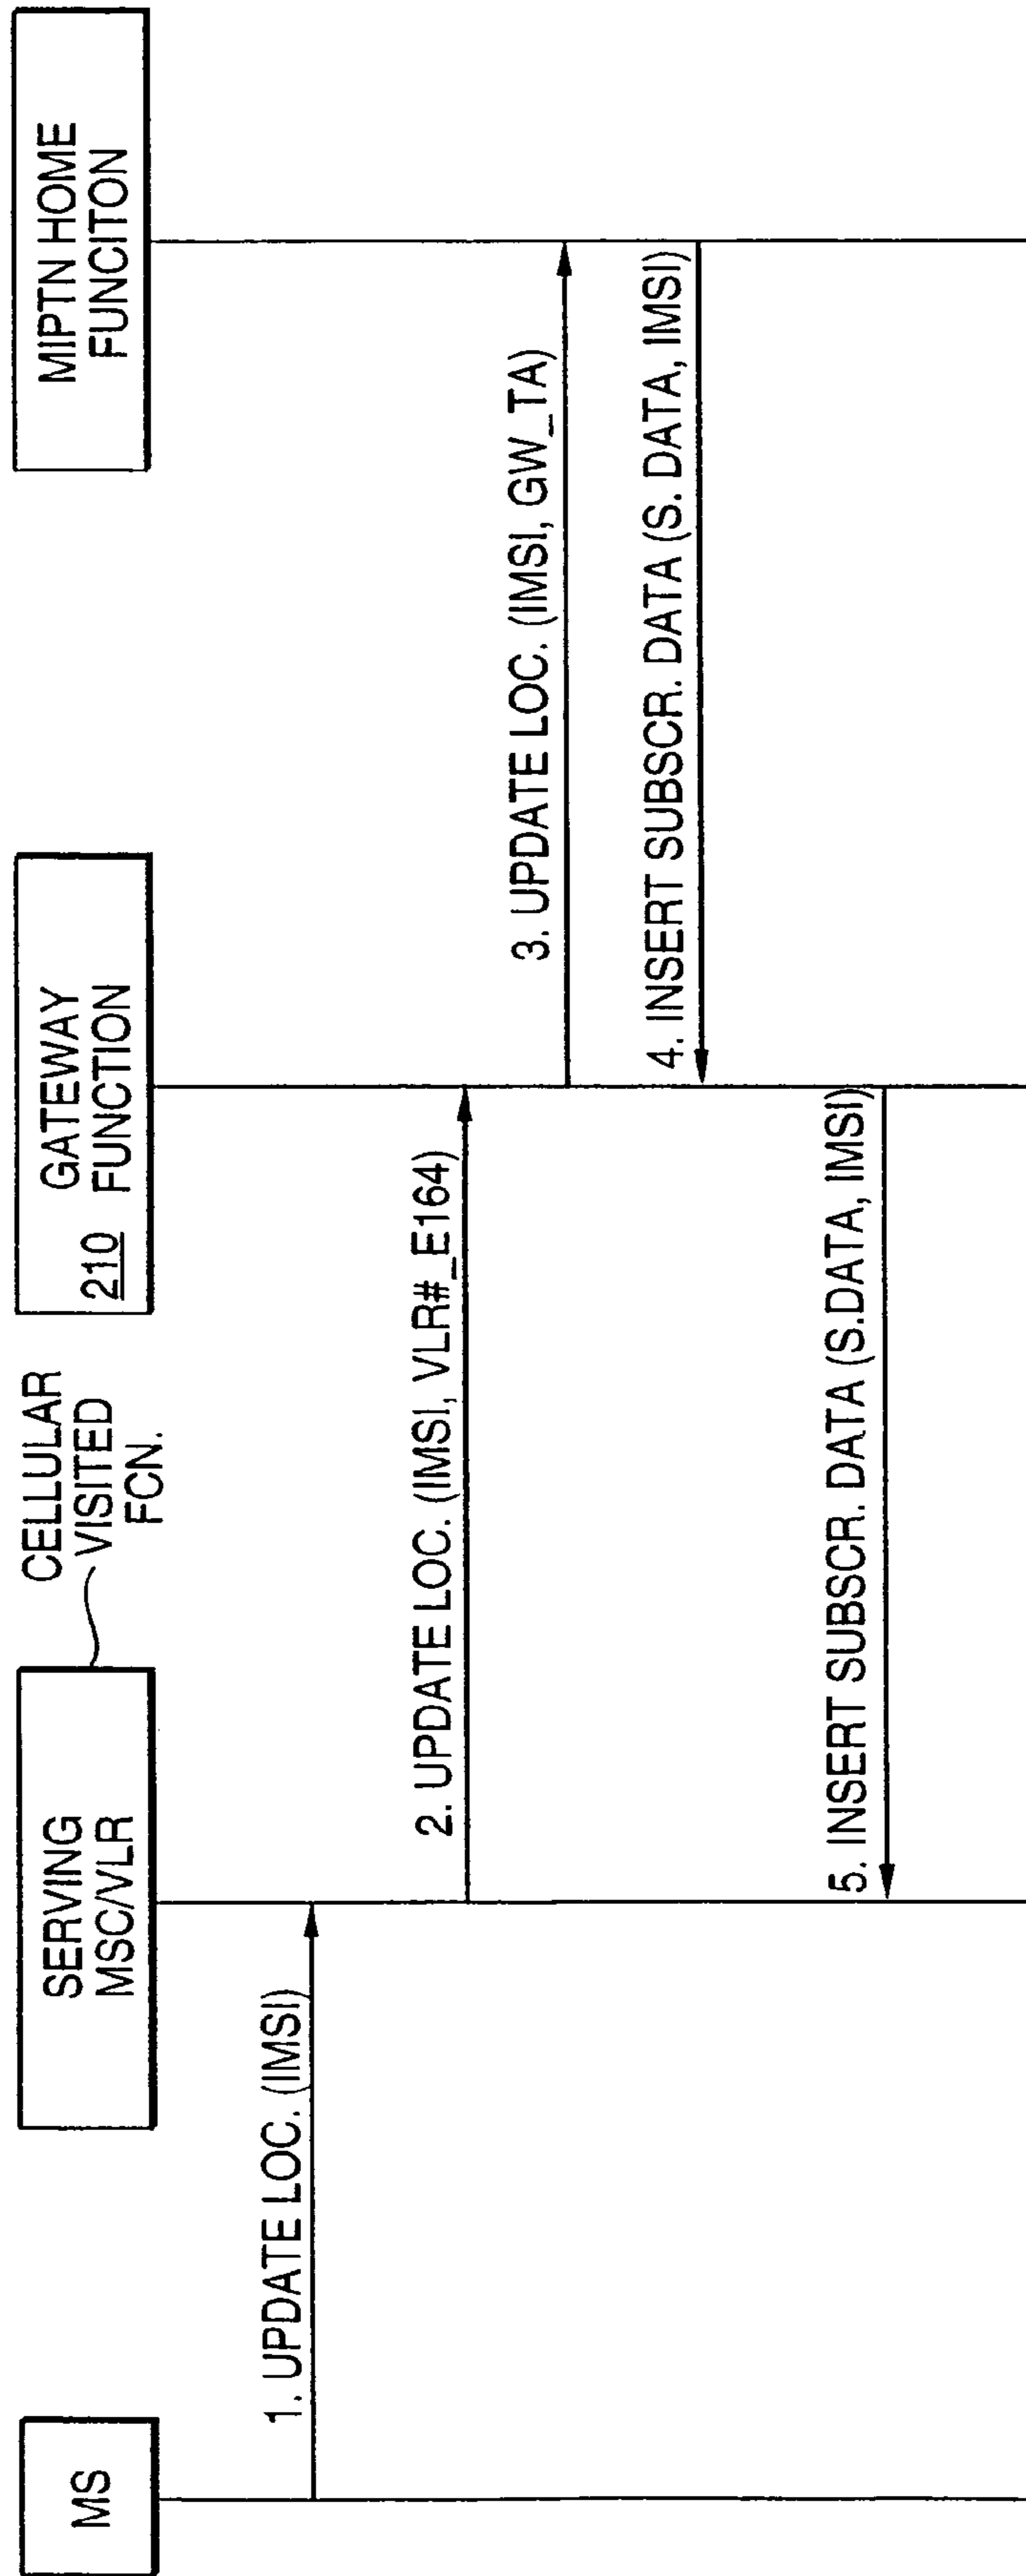 MS
SERVING
MSC/VLR
CELLULAR
VISITED
FCN.
GATEWAY
210 FUNCTION
MIPTN HOME
FUNCITON
1. UPDATE LOC. (IMSI)
2. UPDATE LOC. (IMSI, VLR#_E164)
3. UPDATE LOC. (IMSI, GW_TA)
4. INSERT SUBSCR. DATA (S. DATA, IMSI)
5. INSERT SUBSCR. DATA (S.DATA, IMSI)